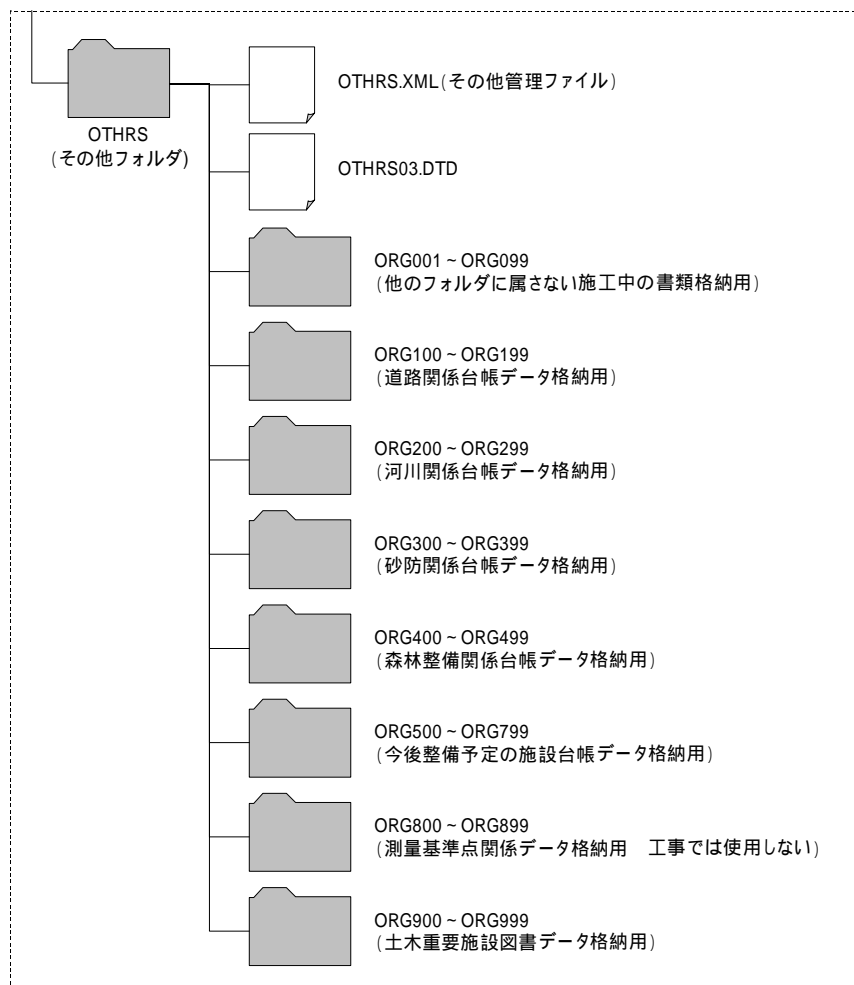 OTHRS
(その他フォルダ)
OTHRS.XML(その他管理ファイル)
OTHRS03.DTD
ORG001~ORG099
(他のフォルダに属さない施工中の書類格納用)
ORG100~ORG199
(道路関係台帳データ格納用)
ORG200~ORG299
(河川関係台帳データ格納用)
ORG300~ORG399
(砂防関係台帳データ格納用)
ORG400~ORG499
(森林整備関係台帳データ格納用)
ORG500~ORG799
(今後整備予定の施設台帳データ格納用)
ORG800~ORG899
(測量基準点関係データ格納用 工事では使用しない)
ORG900~ORG999
(土木重要施設図書データ格納用)